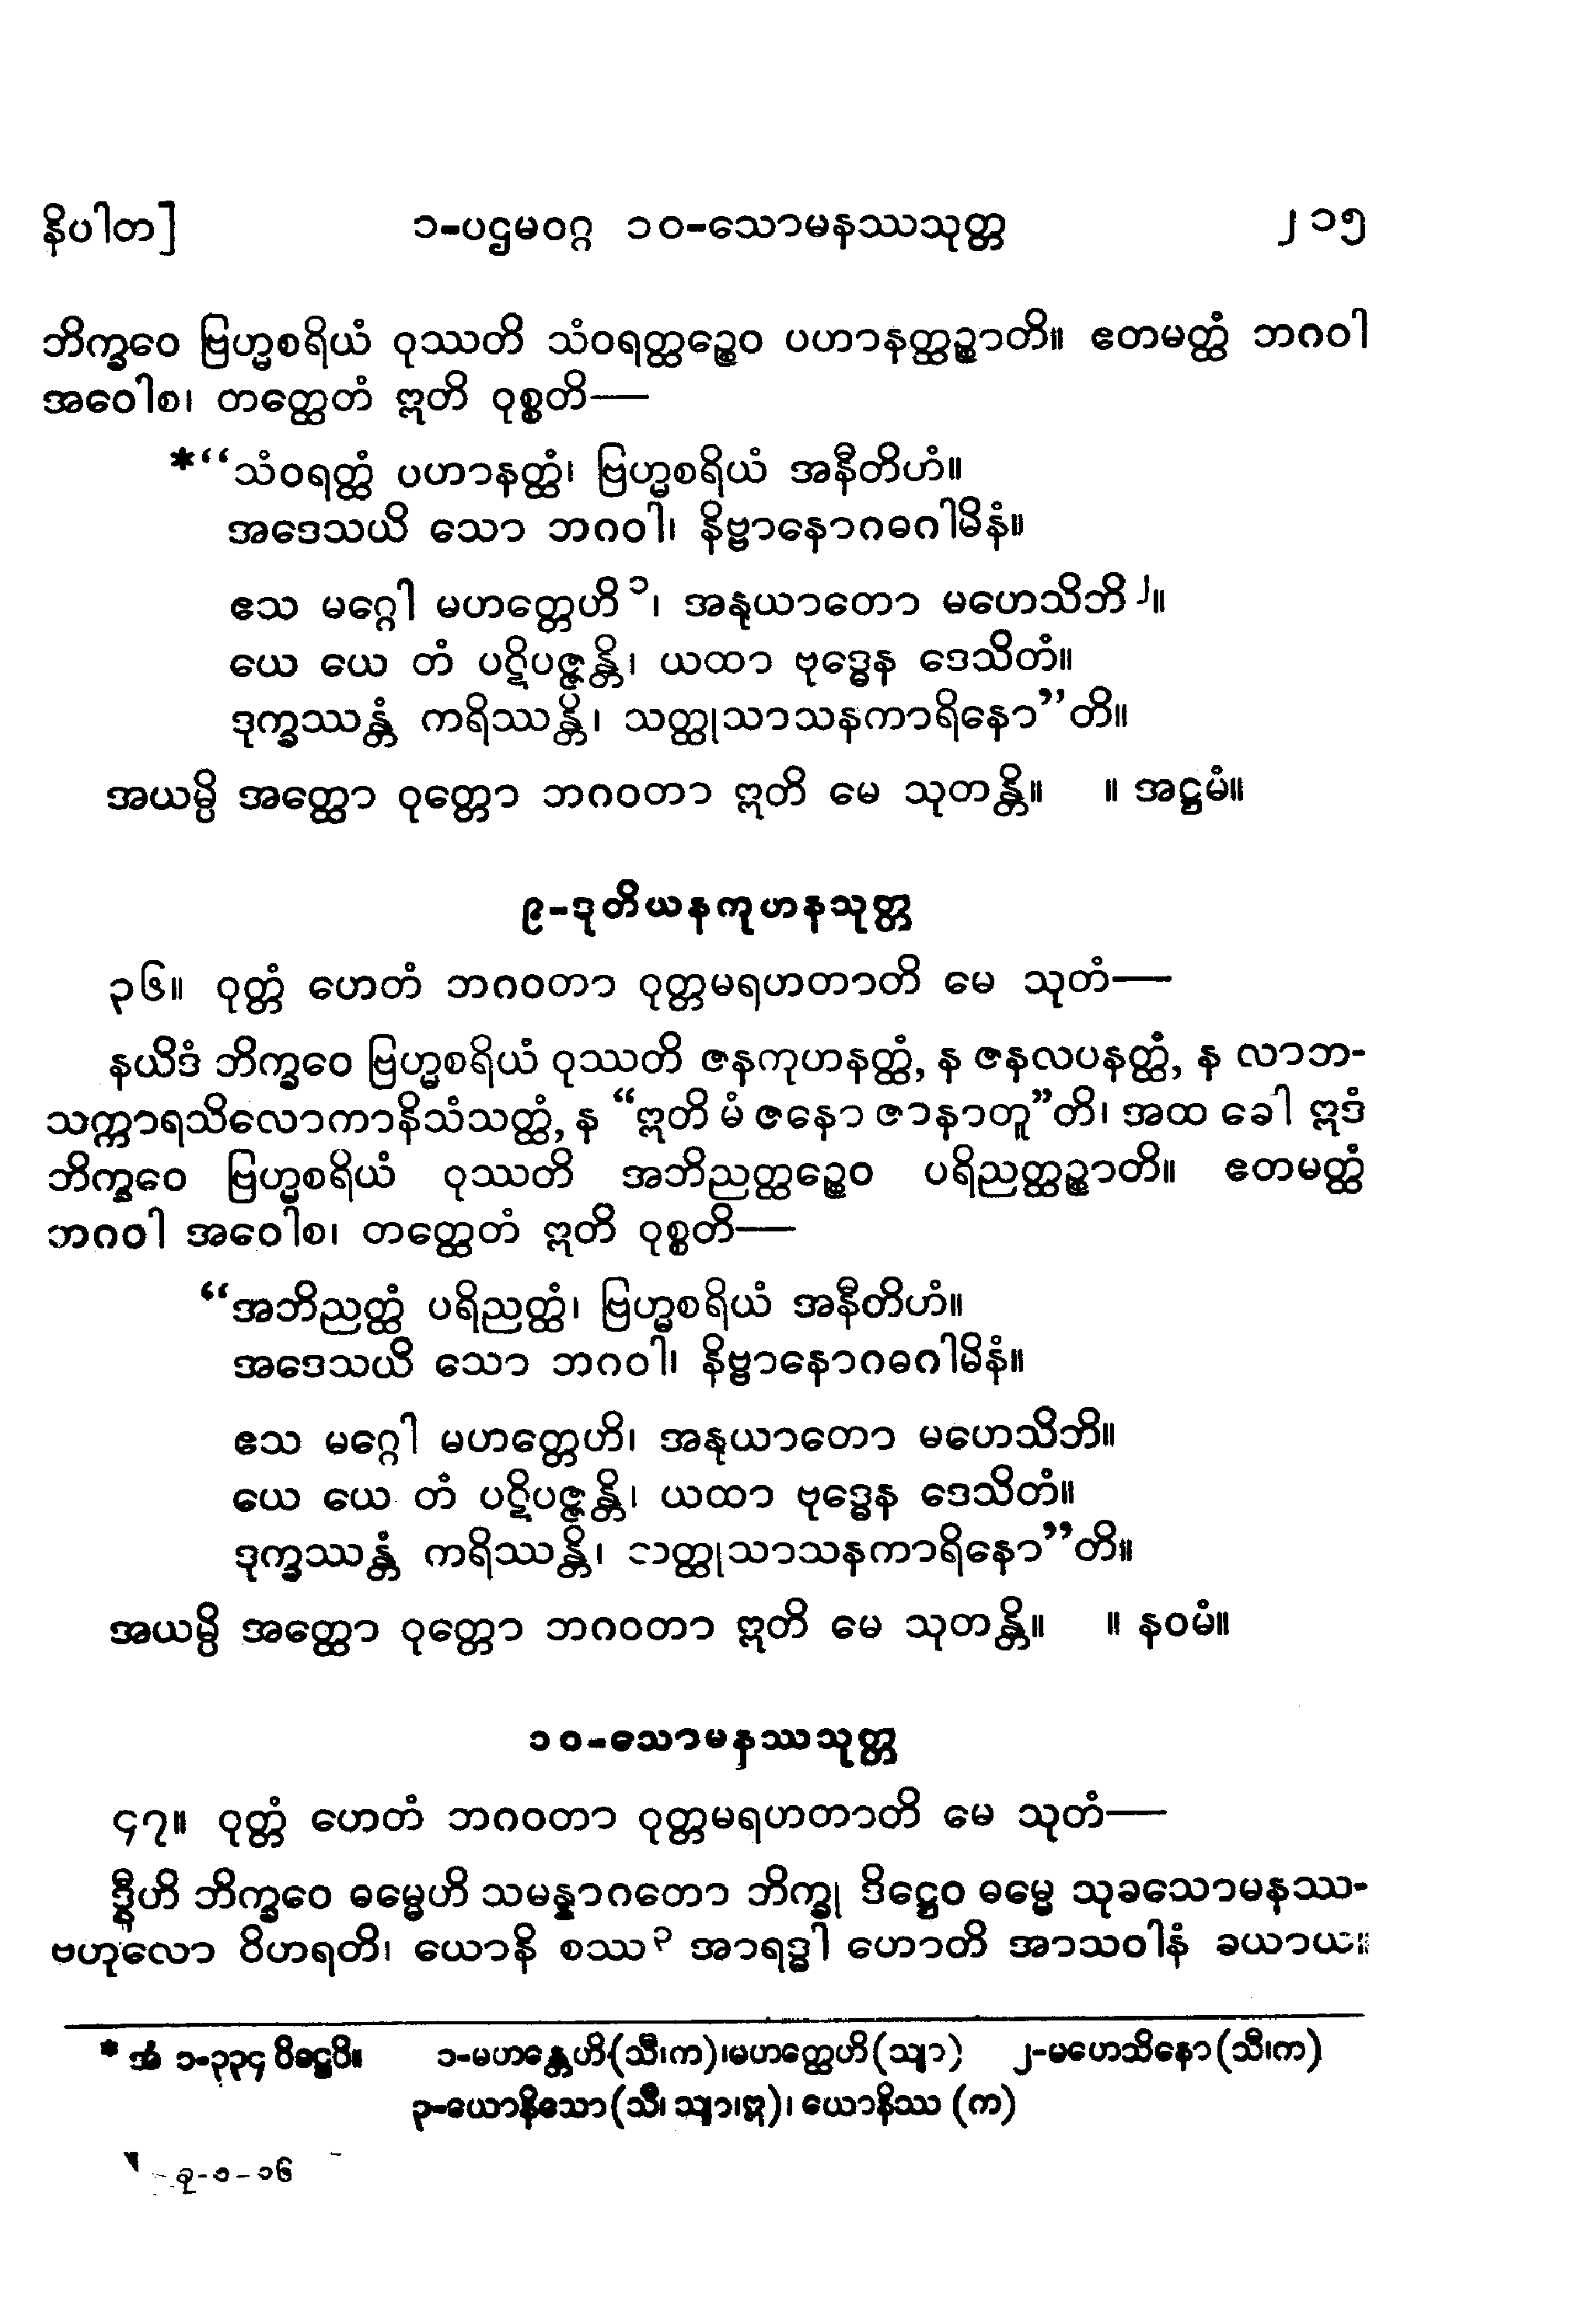 နိပါတ]   ၁-ပဌမဝဂ္ဂ  ၁၀-သောမနဿသုတ္တ   ၂၁၅
ဘိက္ခဝေ ဗြဟ္မစရိယံ ဝုဿတိ သံဝရတ္ထဉ္စေဝ ပဟာနတ္ထဉ္စာတိ။ ဧတမတ္ထံ ဘဂဝါ
အဝေါစ၊ တတ္ထေတံ ဣတိ ဝုစ္စတိ—
*“သံဝရတ္ထံ ပဟာနတ္ထံ၊ ဗြဟ္မစရိယံ အနီတိဟံ။
အဒေသယိ သော ဘဂဝါ၊ နိဗ္ဗာနောဂဓဂါမိနံ။
ဧသ မဂ္ဂေါ မဟတ္တေဟိ၁၊ အနုယာတော မဟေသိဘိ၂။
ယေ ယေ တံ ပဋိပဇ္ဇန္တိ၊ ယထာ ဗုဒ္ဓေန ဒေသိတံ။
ဒုက္ခဿန္တံ ကရိဿန္တိ၊ သတ္ထုသာသနကာရိနော”တိ။
အယမ္ပိ အတ္ထော ဝုတ္တော ဘဂဝတာ ဣတိ မေ သုတန္တိ။   ။ အဋ္ဌမံ။
၉-ဒုတိယနကုဟနသုတ္တ
၃၆။ ဝုတ္တံ ဟေတံ ဘဂဝတာ ဝုတ္တမရဟတာတိ မေ သုတံ—
နယိဒံ ဘိက္ခဝေ ဗြဟ္မစရိယံ ဝုဿတိ ဇနကုဟနတ္ထံ, န ဇနလပနတ္ထံ, န လာဘ-
သက္ကာရသိလောကာနိသံသတ္ထံ, န “ဣတိ မံ ဇနော ဇာနာတူ”တိ၊ အထ ခေါ ဣဒံ
ဘိက္ခဝေ ဗြဟ္မစရိယံ ဝုဿတိ အဘိညတ္ထဉ္စေဝ ပရိညတ္ထဉ္စာတိ။ ဧတမတ္ထံ
ဘဂဝါ အဝေါစ၊ တတ္ထေတံ ဣတိ ဝုစ္စတိ—
“အဘိညတ္ထံ ပရိညတ္ထံ၊ ဗြဟ္မစရိယံ အနီတိဟံ။
အဒေသယိ သော ဘဂဝါ၊ နိဗ္ဗာနောဂဓဂါမိနံ။
ဧသ မဂ္ဂေါ မဟတ္တေဟိ၊ အနုယာတော မဟေသိဘိ။
ယေ ယေ တံ ပဋိပဇ္ဇန္တိ၊ ယထာ ဗုဒ္ဓေန ဒေသိတံ။
ဒုက္ခဿန္တံ ကရိဿန္တိ၊ သတ္ထုသာသနကာရိနော”တိ။
အယမ္ပိ အတ္ထော ဝုတ္တော ဘဂဝတာ ဣတိ မေ သုတန္တိ။   ။ နဝမံ။
၁၀-သောမနဿသုတ္တ
၄၇။ ဝုတ္တံ ဟေတံ ဘဂဝတာ ဝုတ္တမရဟတာတိ မေ သုတံ—
ဒွီဟိ ဘိက္ခဝေ ဓမ္မေဟိ သမန္နာဂတော ဘိက္ခု ဒိဋ္ဌေဝ ဓမ္မေ သုခသောမနဿ-
ဗဟုလော ဝိဟရတိ၊ ယောနိ စဿ၃ အာရဒ္ဓါ ဟောတိ အာသဝါနံ ခယာယ။
* အံ ၁-၃၃၄ ပိဋ္ဌေပိ။   ၁-မဟန္တေဟိ(သီ၊က)၊မဟတ္ထေဟိ(သျာ)   ၂-မဟေသိနော(သီ၊က)
၃-ယောနိသော(သီ၊ သျာ၊ဣ)၊ ယောနိဿ (က)
ခု-၁-၁၆